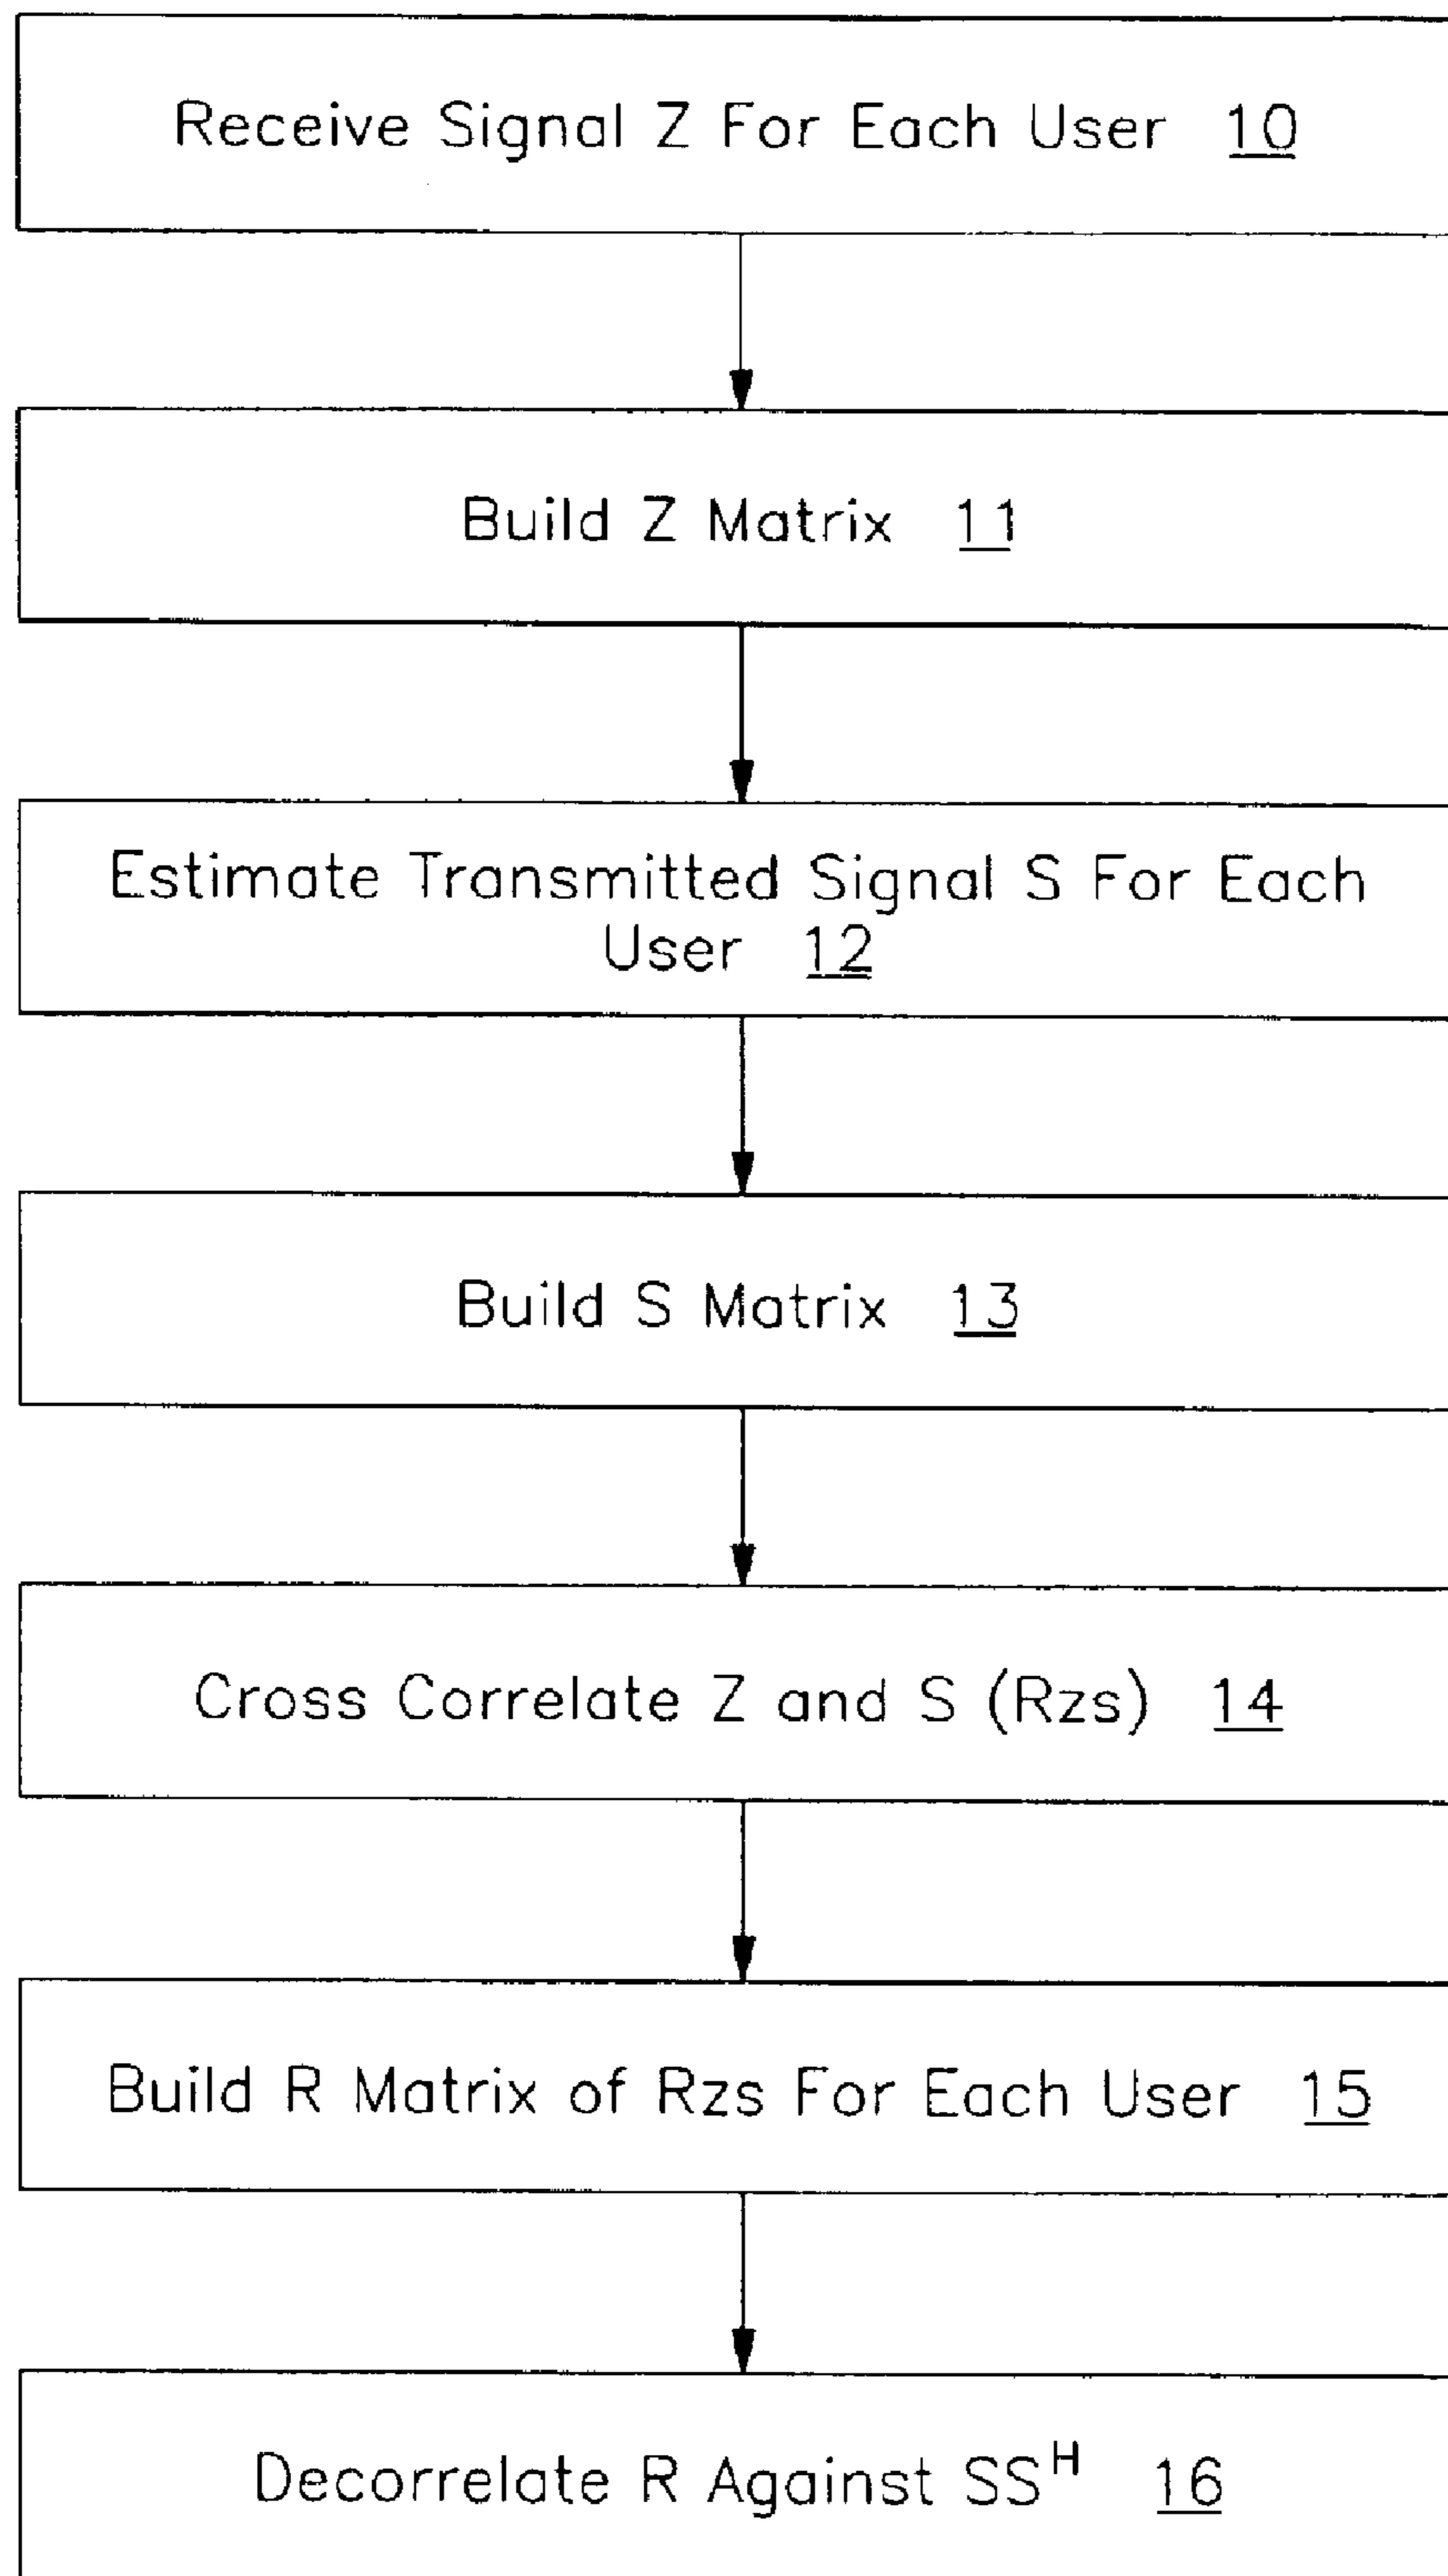 Receive Signal Z For Each User 10
Build Z Matrix 11
Estimate Transmitted Signal S For Each
User 12
Build S Matrix 13
Cross Correlate Z and S (Rzs) 14
Build R Matrix of Rzs For Each User 15
Decorrelate R Against SSᴴ 16